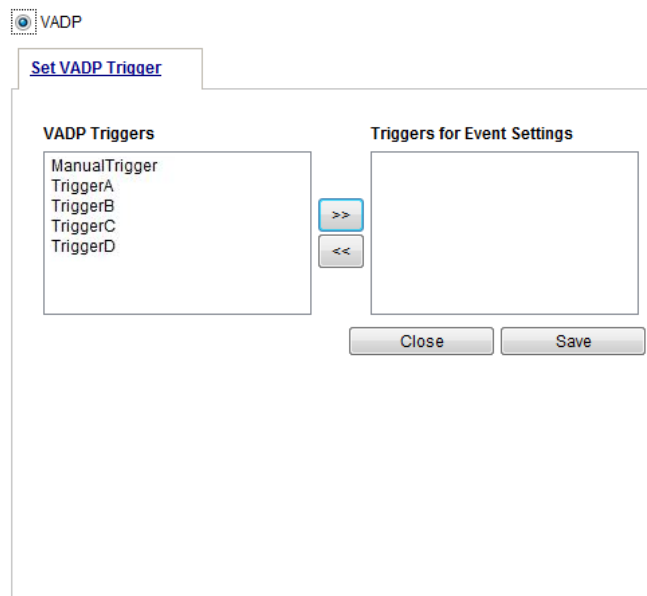 VADP
Set VADP Trigger
VADP Triggers
Triggers for Event Settings
ManualTrigger
TriggerA
TriggerB
TriggerC
TriggerD
>>
<<
Close
Save